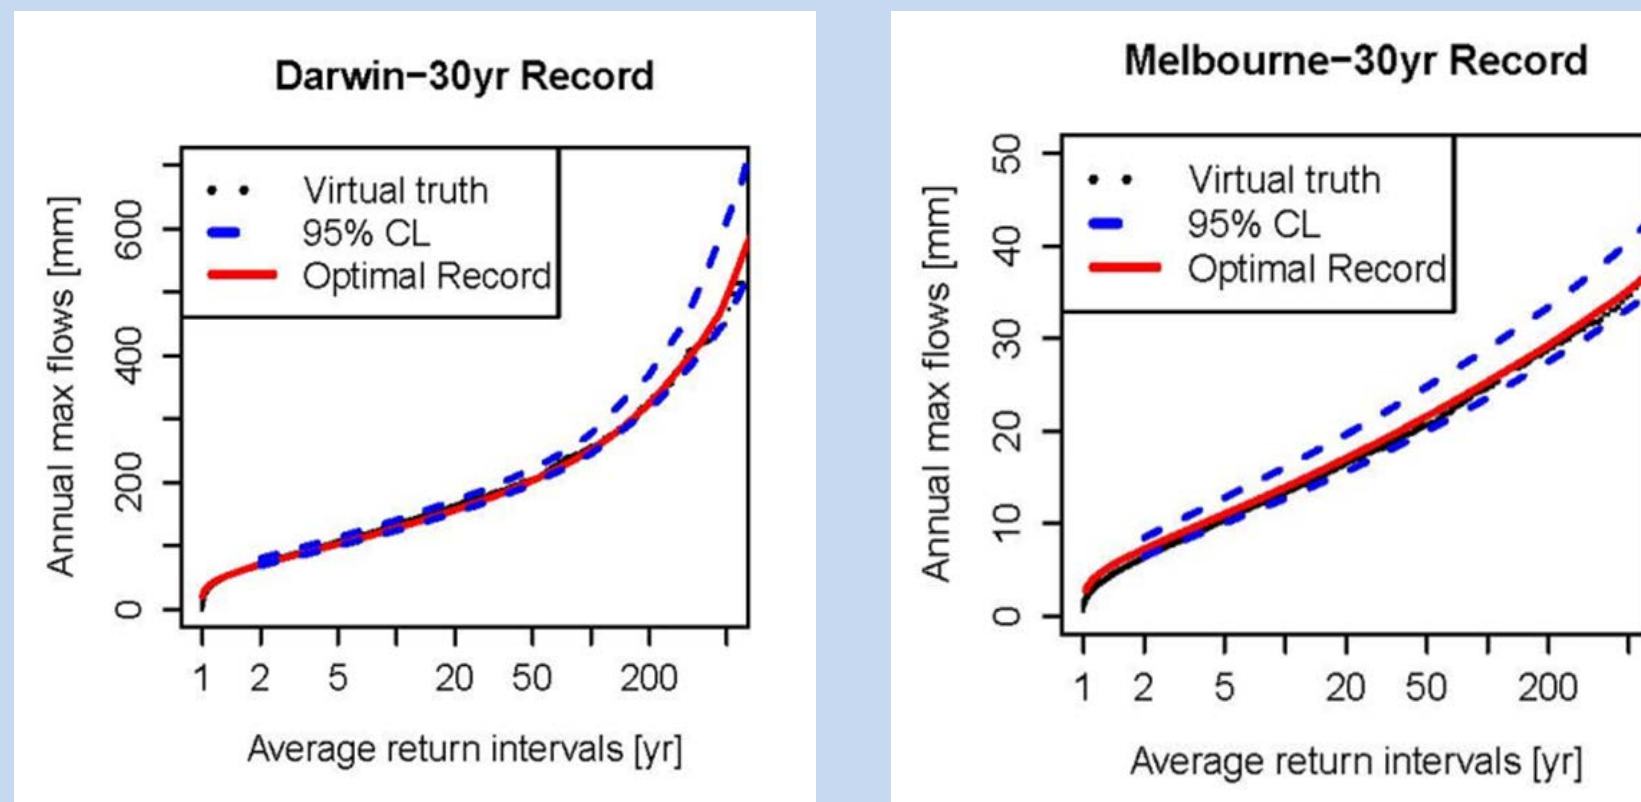 Darwin−30yr Record
Virtual truth
95% CL
Optimal Record
Annual max flows [mm]
600
400
200
0
1 2 5 20 50 200
Average return intervals [yr]
Melbourne−30yr Record
Virtual truth
95% CL
Optimal Record
Annual max flows [mm]
50
40
30
20
10
0
1 2 5 20 50 200
Average return intervals [yr]